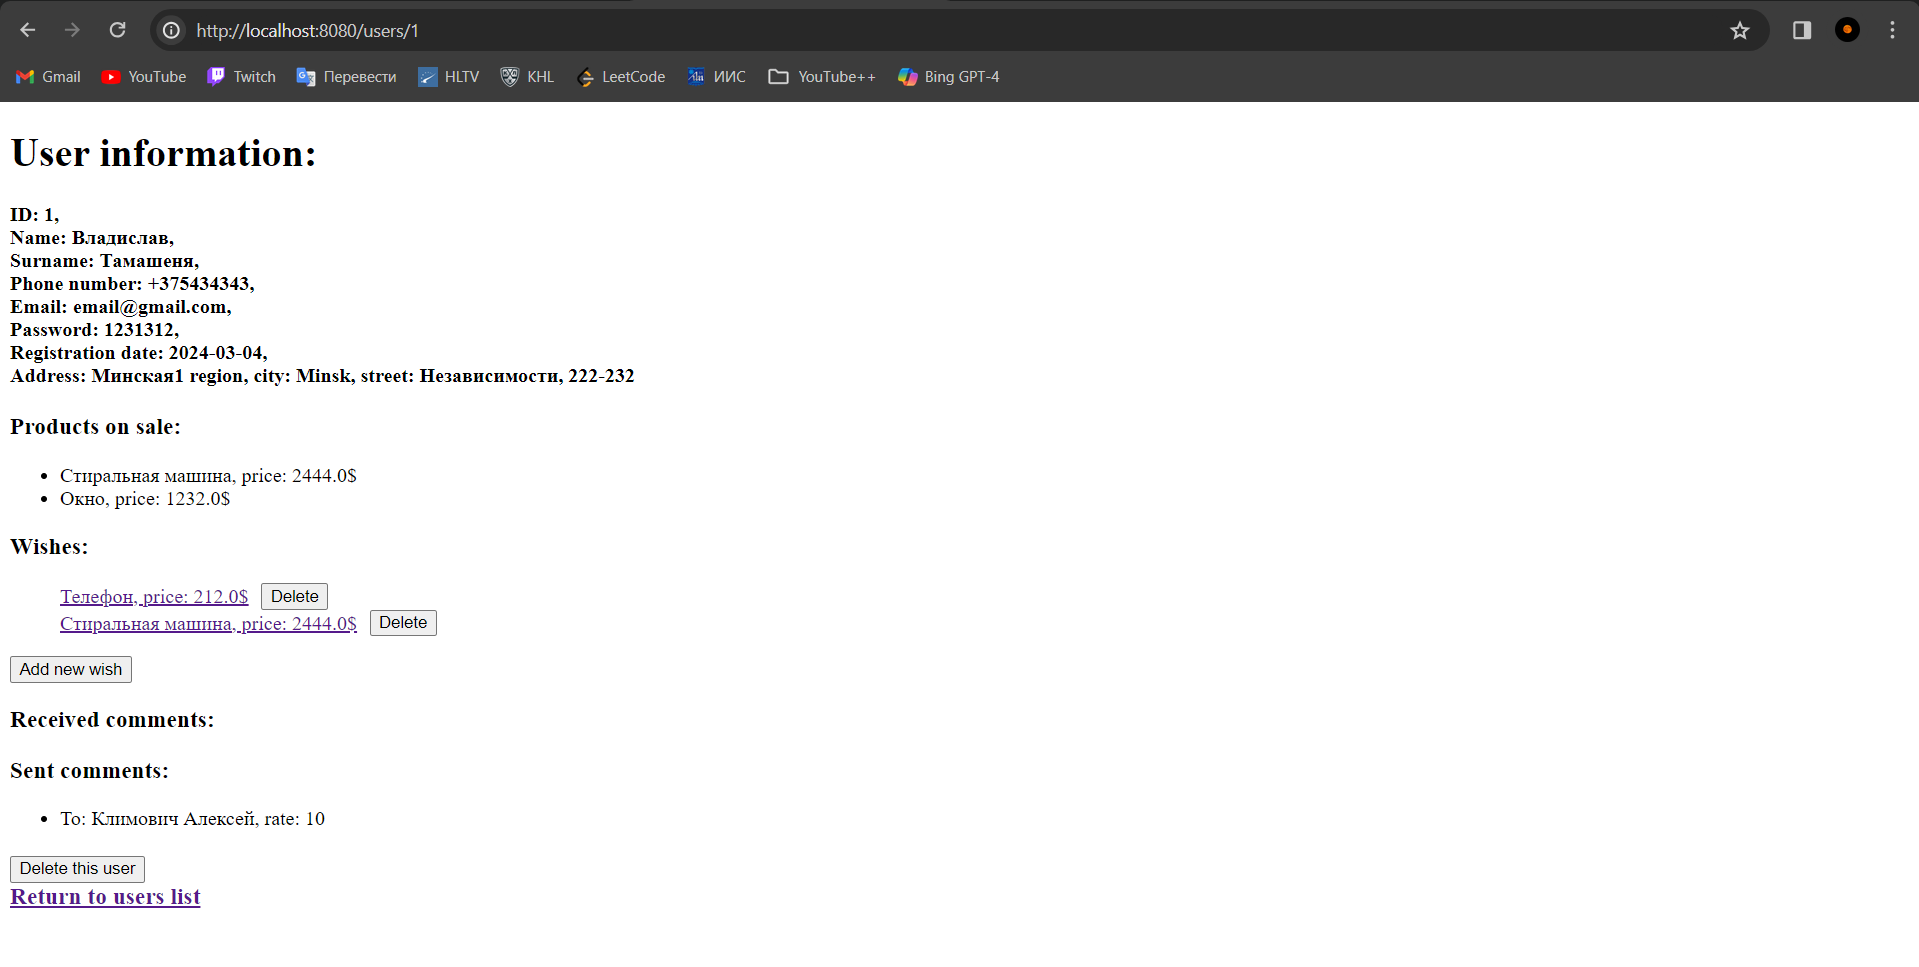 http://localhost:8080/users/1
Gmail YouTube Twitch Перевести HLTV KHL LeetCode ИИС YouTube++ Bing GPT-4
User information:
ID: 1,
Name: Владислав,
Surname: Тамашеня,
Phone number: +375434343,
Email: email@gmail.com,
Password: 1231312,
Registration date: 2024-03-04,
Address: Минская1 region, city: Minsk, street: Независимости, 222-232
Products on sale:
• Стиральная машина, price: 2444.0$
• Окно, price: 1232.0$
Wishes:
Телефон, price: 212.0$ Delete
Стиральная машина, price: 2444.0$ Delete
Add new wish
Received comments:
Sent comments:
• To: Климович Алексей, rate: 10
Delete this user
Return to users list